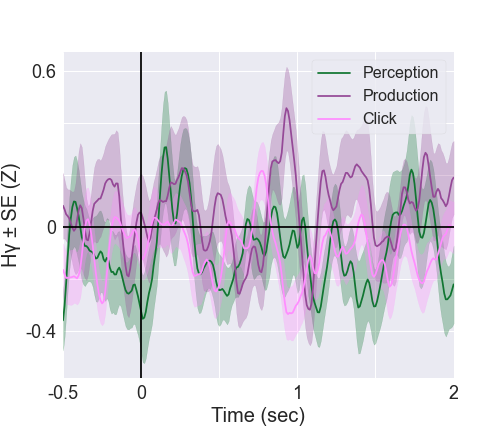 Perception
Production
Click
0.6
0
-0.4
Hγ ± SE (Z)
-0.5
0
1
2
Time (sec)